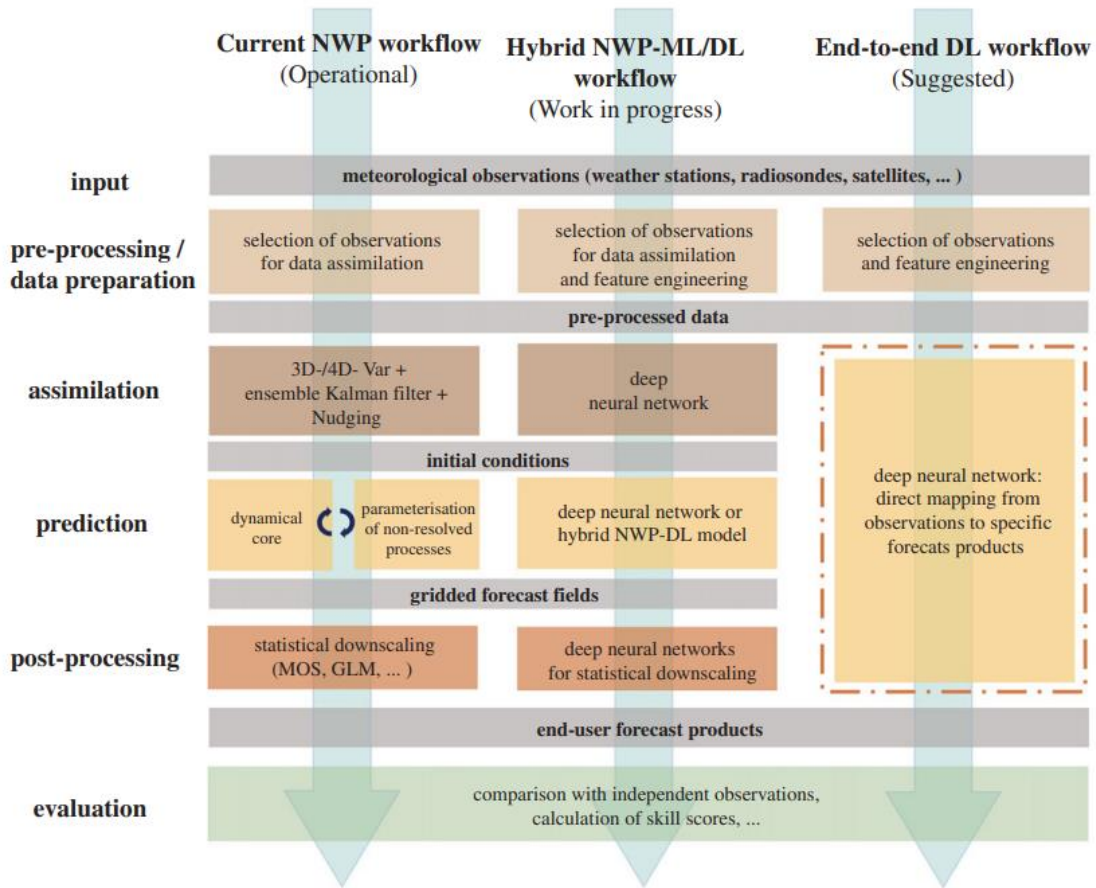 Current NWP workflow
(Operational)
Hybrid NWP-ML/DL
workflow
(Work in progress)
End-to-end DL workflow
(Suggested)
input
meteorological observations (weather stations, radiosondes, satellites, ... )
pre-processing /
data preparation
selection of observations
for data assimilation
selection of observations
for data assimilation
and feature engineering
selection of observations
and feature engineering
pre-processed data
assimilation
3D-/4D- Var +
ensemble Kalman filter +
Nudging
deep
neural network
initial conditions
prediction
dynamical
core
parameterisation
of non-resolved
processes
deep neural network or
hybrid NWP-DL model
deep neural network:
direct mapping from
observations to specific
forecats products
gridded forecast fields
post-processing
statistical downscaling
(MOS, GLM, ... )
deep neural networks
for statistical downscaling
end-user forecast products
evaluation
comparison with independent observations,
calculation of skill scores, ...